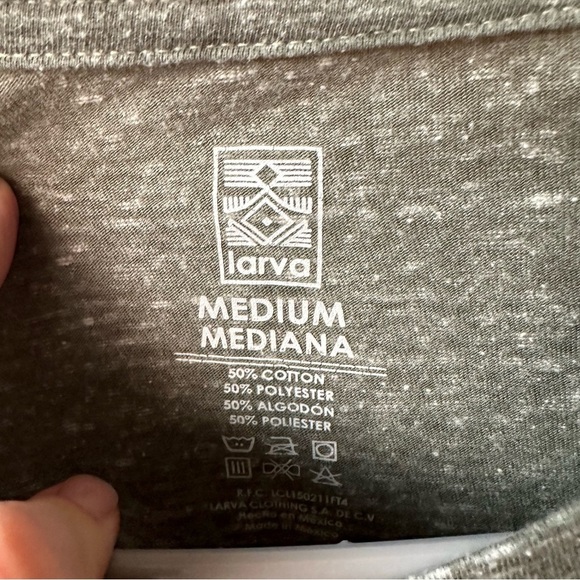 larva
MEDIUM
MEDIANA
50% COTTON
50% POLYESTER
50% ALGODÓN
50% POLIESTER
R.F.C. LCL150211FT4
LARVA CLOTHING S.A. DE C.V
Hecho en México
Made in Mexico